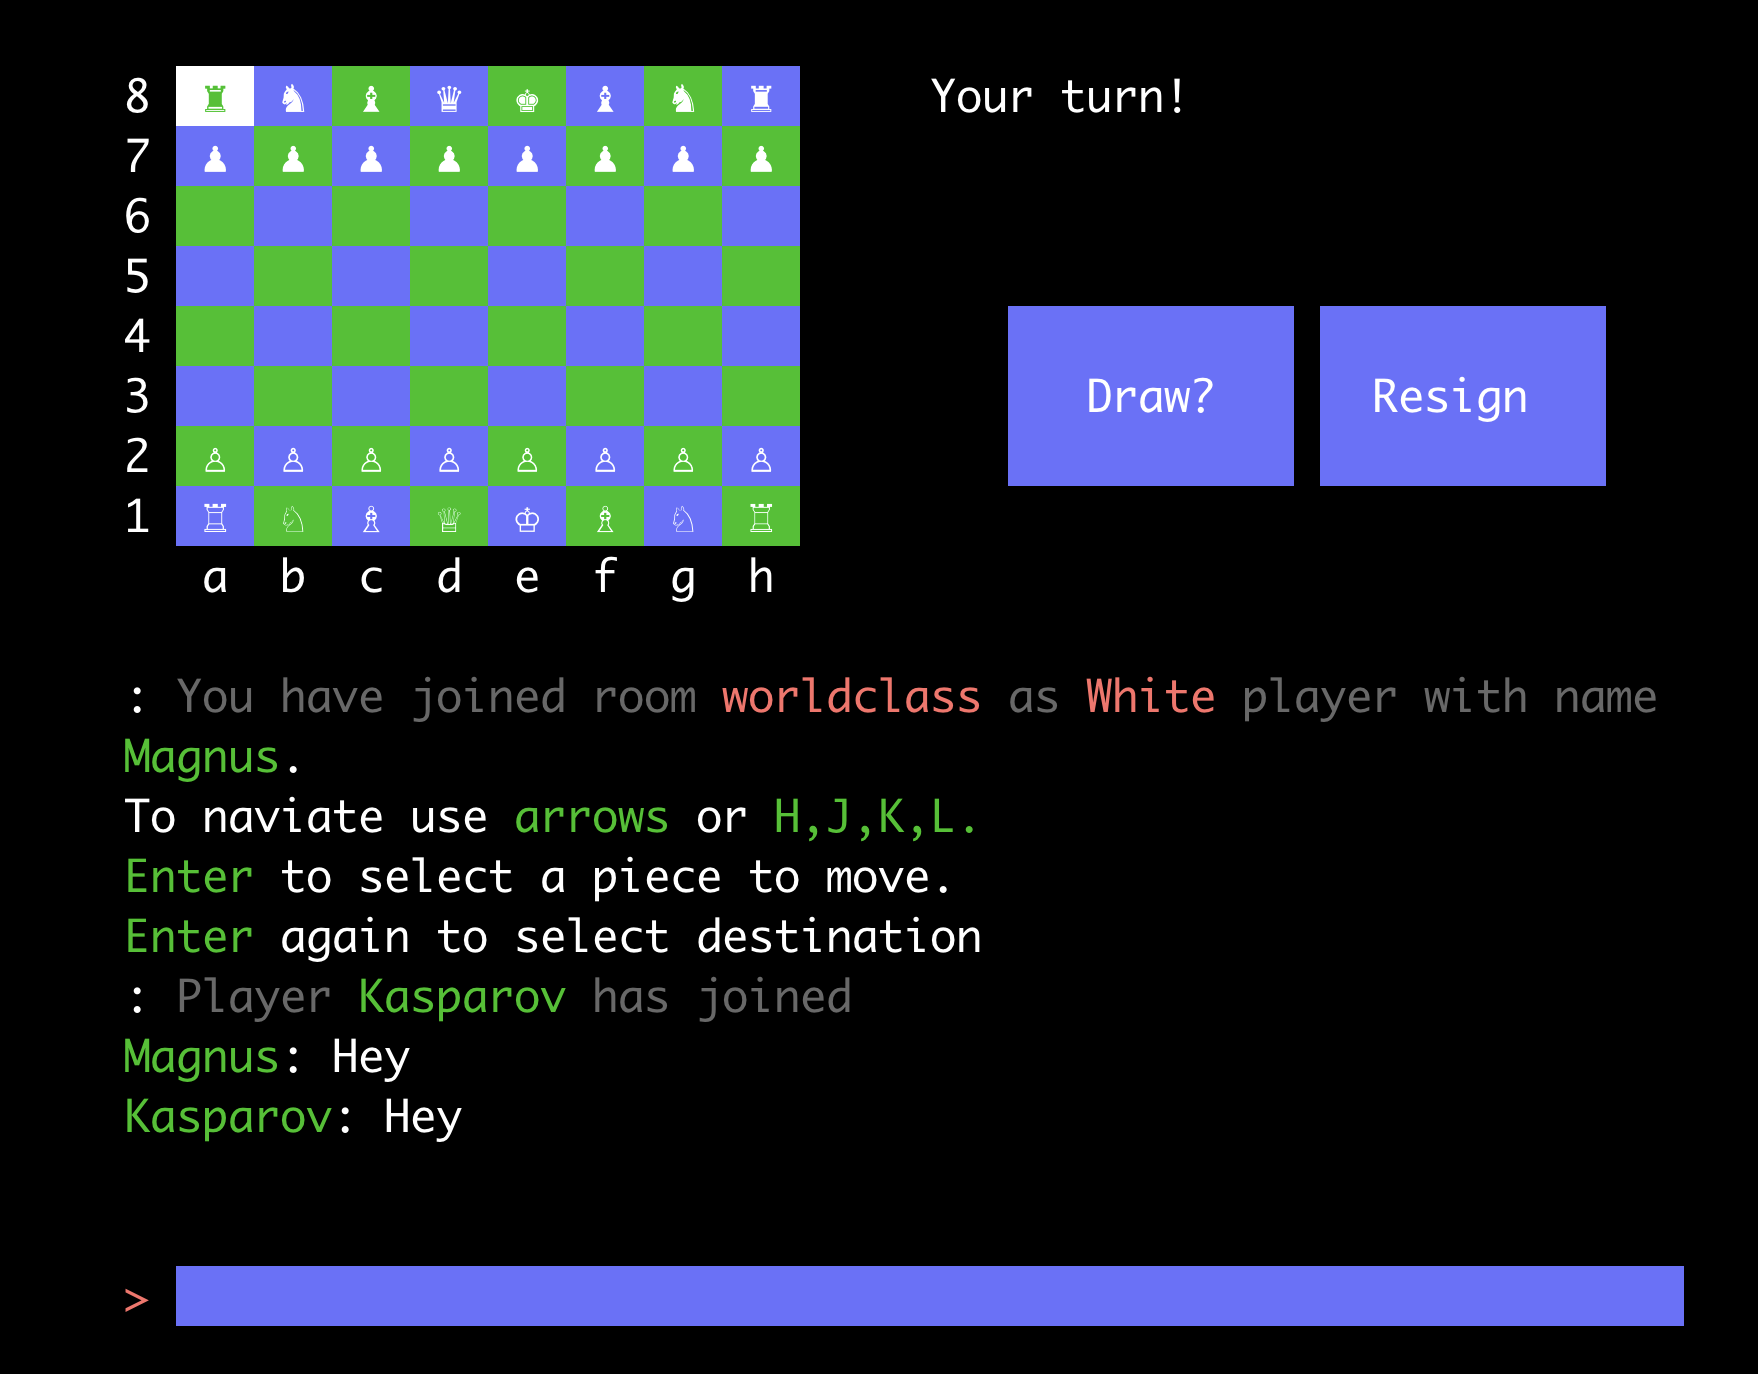 8 ♜ ♞ ♝ ♛ ♚ ♝ ♞ ♜ Your turn!
7 ♟ ♟ ♟ ♟ ♟ ♟ ♟ ♟
6
5
4
3 Draw? Resign
2 ♙ ♙ ♙ ♙ ♙ ♙ ♙ ♙
1 ♖ ♘ ♗ ♕ ♔ ♗ ♘ ♖
a b c d e f g h
: You have joined room worldclass as White player with name
Magnus.
To naviate use arrows or H,J,K,L.
Enter to select a piece to move.
Enter again to select destination
: Player Kasparov has joined
Magnus: Hey
Kasparov: Hey
>